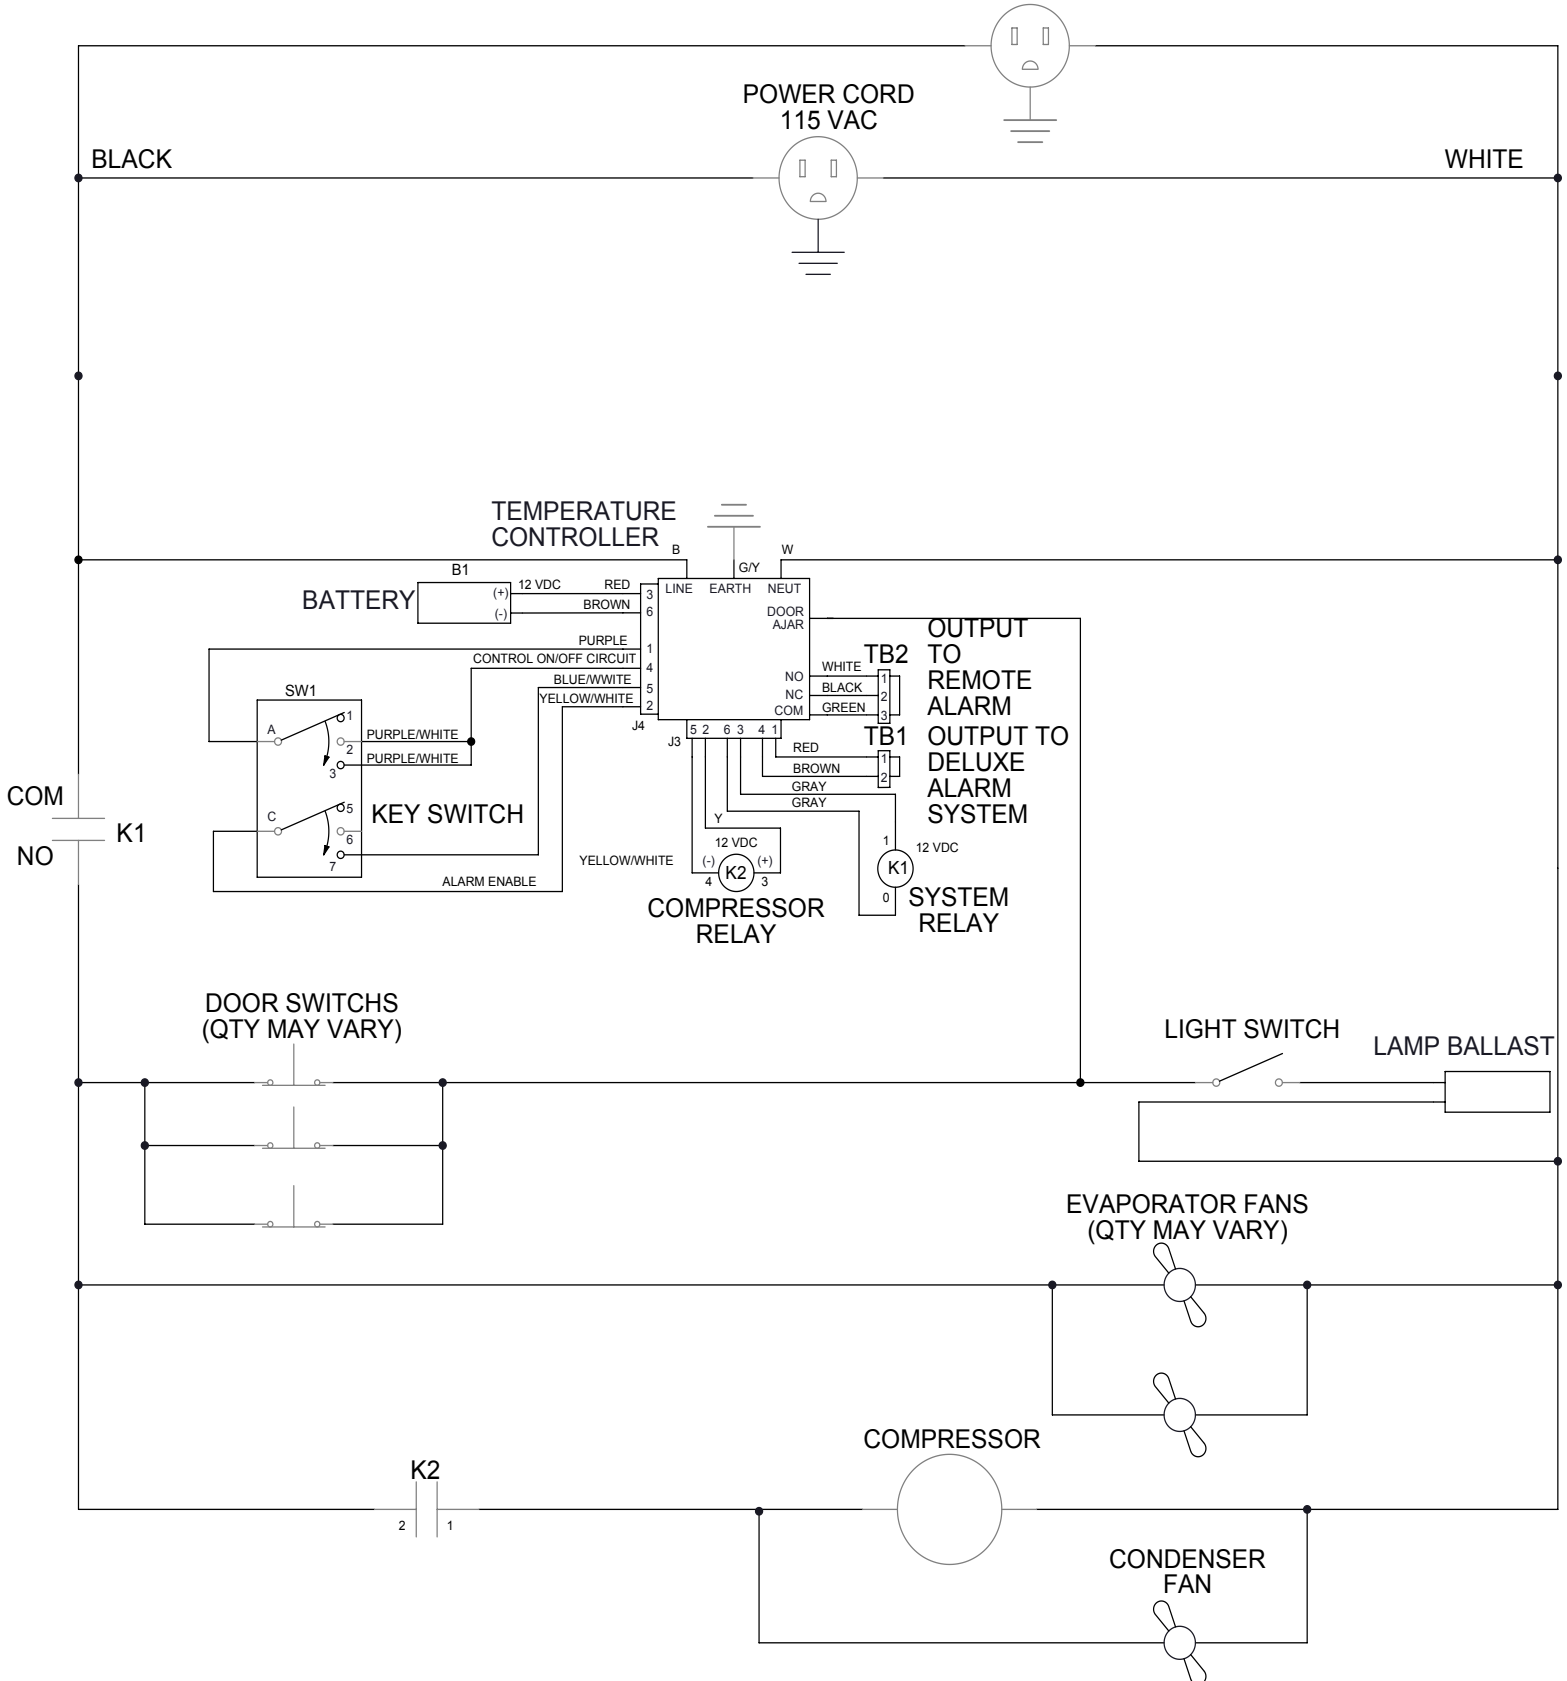 POWER CORD
115 VAC
BLACK
WHITE
TEMPERATURE
CONTROLLER
B
W
G/Y
B1
BATTERY
(+)
(-)
12 VDC
RED
BROWN
3
6
LINE
EARTH
NEUT
DOOR
AJAR
PURPLE
1
CONTROL ON/OFF CIRCUIT
4
BLUE/WWITE
5
YELLOW/WHITE
2
J4
NO
NC
COM
WHITE
BLACK
GREEN
TB2
1
2
3
OUTPUT
TO
REMOTE
ALARM
SW1
A
1
2
3
PURPLE/WHITE
PURPLE/WHITE
C
5
6
7
KEY SWITCH
ALARM ENABLE
J3
5 2 6 3 4 1
RED
BROWN
GRAY
GRAY
TB1
1
2
OUTPUT TO
DELUXE
ALARM
SYSTEM
COM
NO
K1
Y
12 VDC
YELLOW/WHITE
(-)
(+)
4
K2
3
COMPRESSOR
RELAY
1
12 VDC
K1
0
SYSTEM
RELAY
DOOR SWITCHS
(QTY MAY VARY)
LIGHT SWITCH
LAMP BALLAST
EVAPORATOR FANS
(QTY MAY VARY)
COMPRESSOR
K2
2
1
CONDENSER
FAN